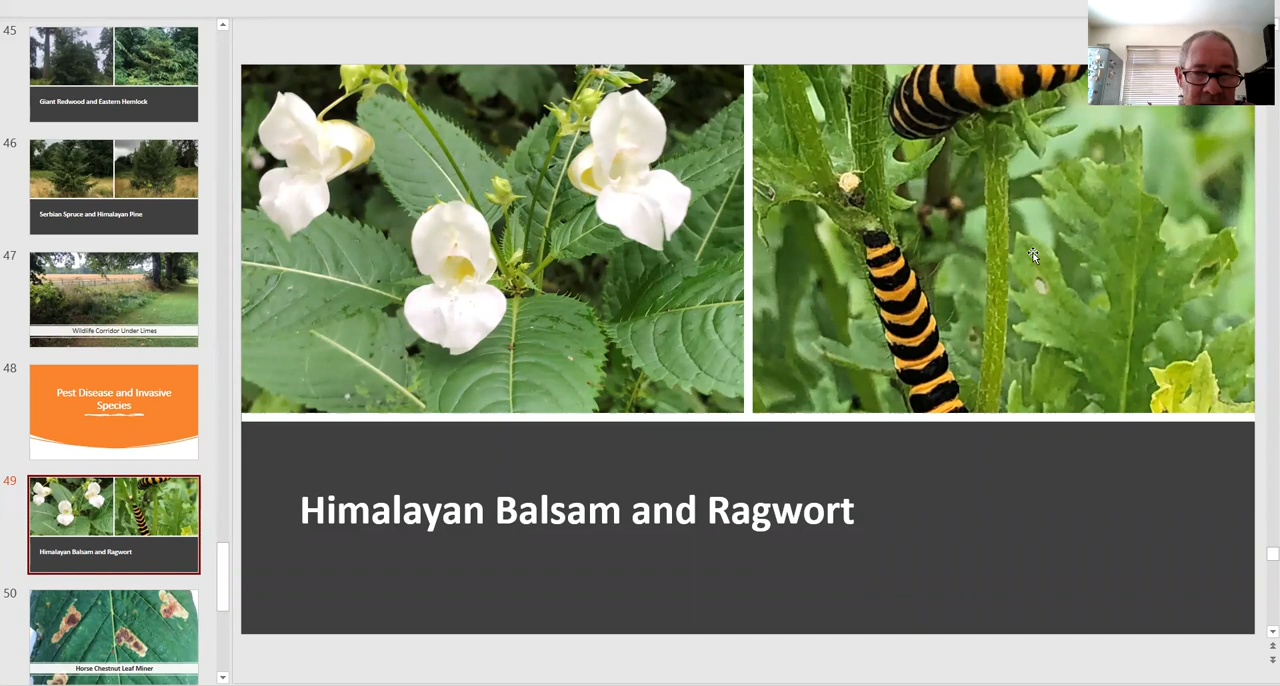 45
Giant Redwood and Eastern Hemlock
46
Serbian Spruce and Himalayan Pine
47
Wildlife Corridor Under Limes
48
Pest Disease and Invasive
Species
49
Himalayan Balsam and Ragwort
50
Horse Chestnut Leaf Miner
Himalayan Balsam and Ragwort